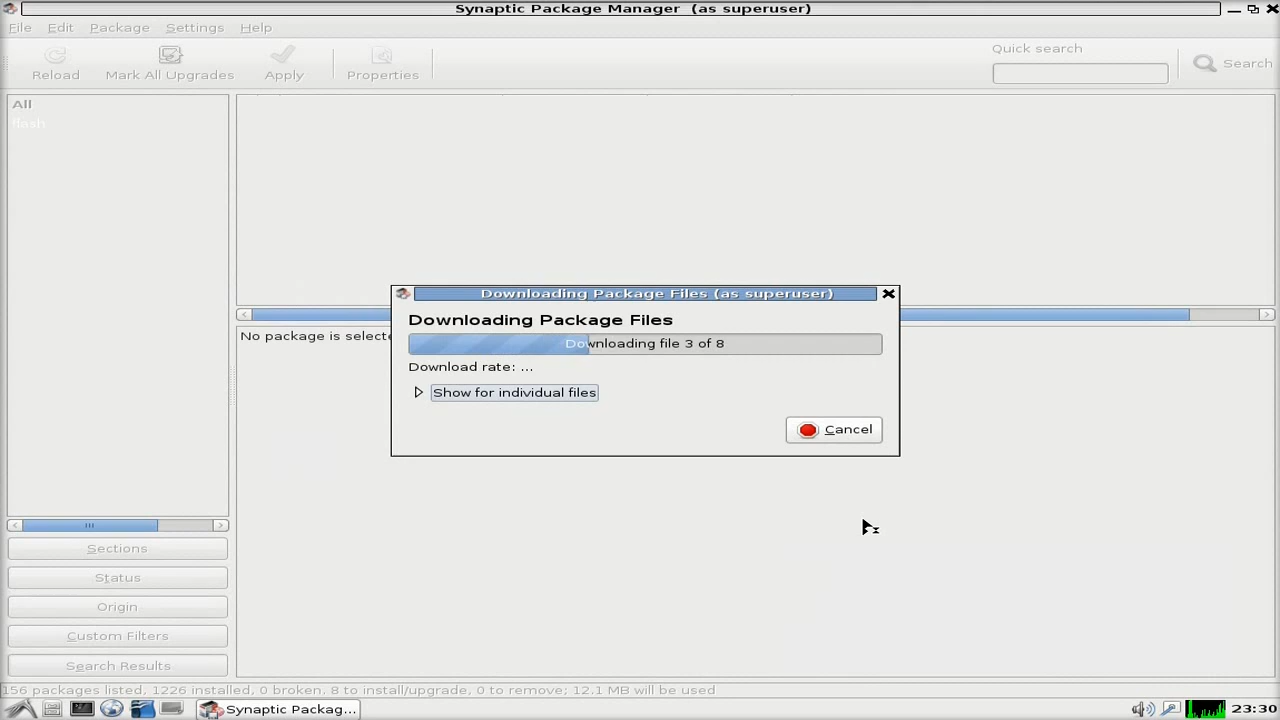 Synaptic Package Manager (as superuser)
File Edit Package Settings Help
Reload
Mark All Upgrades
Apply
Properties
Quick search
Search
All
flash
No package is selecte
Downloading Package Files (as superuser)
Downloading Package Files
Downloading file 3 of 8
Download rate: ...
Show for individual files
Cancel
Sections
Status
Origin
Custom Filters
Search Results
156 packages listed, 1226 installed, 0 broken, 8 to install/upgrade, 0 to remove; 12.1 MB will be used
Synaptic Packag...
23:30